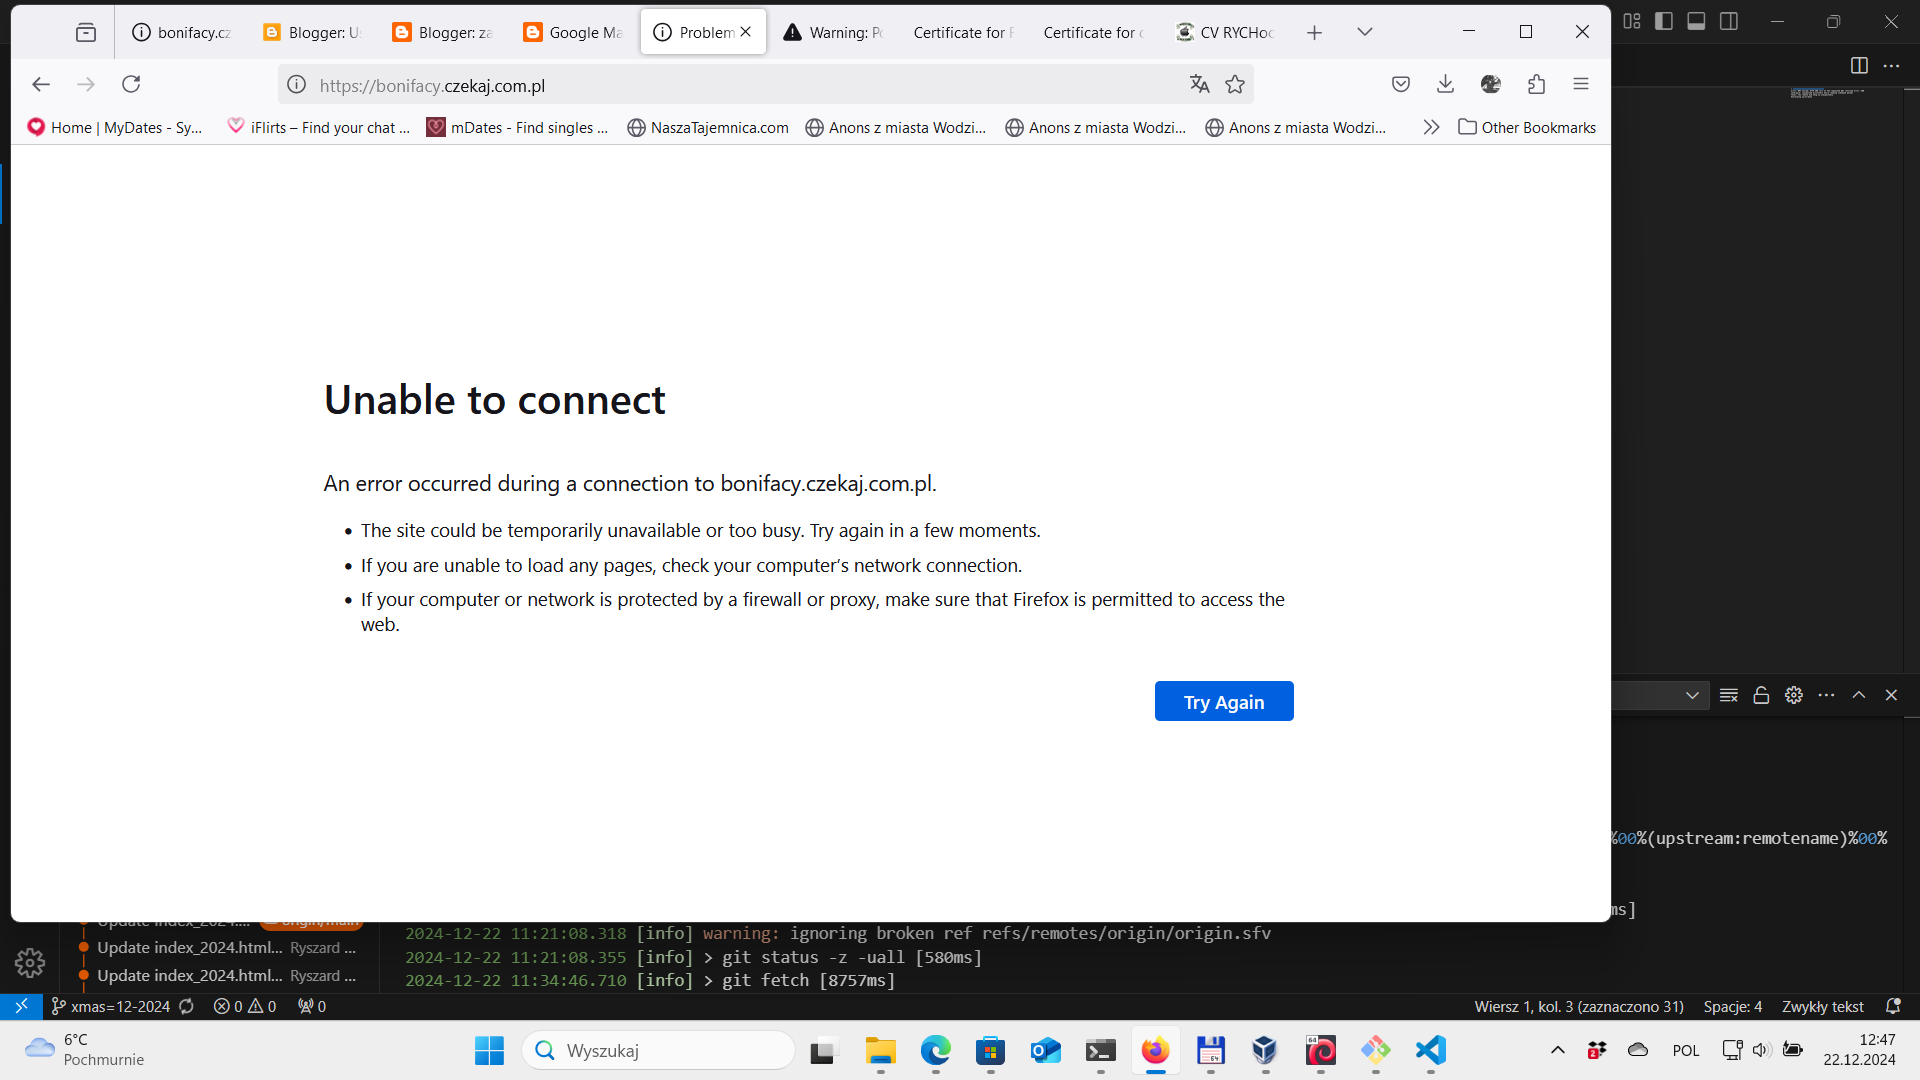 bonifacy.cz
Blogger: U
Blogger: za
Google Ma
Problem
Warning: Po
Certificate for
Certificate for
CV RYCHo
https://bonifacy.czekaj.com.pl
Home | MyDates - Sy...
iFlirts – Find your chat ...
mDates - Find singles ...
NaszaTajemnica.com
Anons z miasta Wodzi...
Anons z miasta Wodzi...
Anons z miasta Wodzi...
Other Bookmarks
Unable to connect
An error occurred during a connection to bonifacy.czekaj.com.pl.
• The site could be temporarily unavailable or too busy. Try again in a few moments.
• If you are unable to load any pages, check your computer’s network connection.
• If your computer or network is protected by a firewall or proxy, make sure that Firefox is permitted to access the
web.
Try Again
%00%(upstream:remotename)%00%
ms]
Update index_2024.... origin/main
2024-12-22 11:21:08.318 [info] warning: ignoring broken ref refs/remotes/origin/origin.sfv
Update index_2024.html... Ryszard ...
2024-12-22 11:21:08.355 [info] > git status -z -uall [580ms]
Update index_2024.html... Ryszard ...
2024-12-22 11:34:46.710 [info] > git fetch [8757ms]
xmas=12-2024
0 0
0
Wiersz 1, kol. 3 (zaznaczono 31)
Spacje: 4
Zwykły tekst
6°C
Pochmurnie
Wyszukaj
64
64
2
POL
12:47
22.12.2024